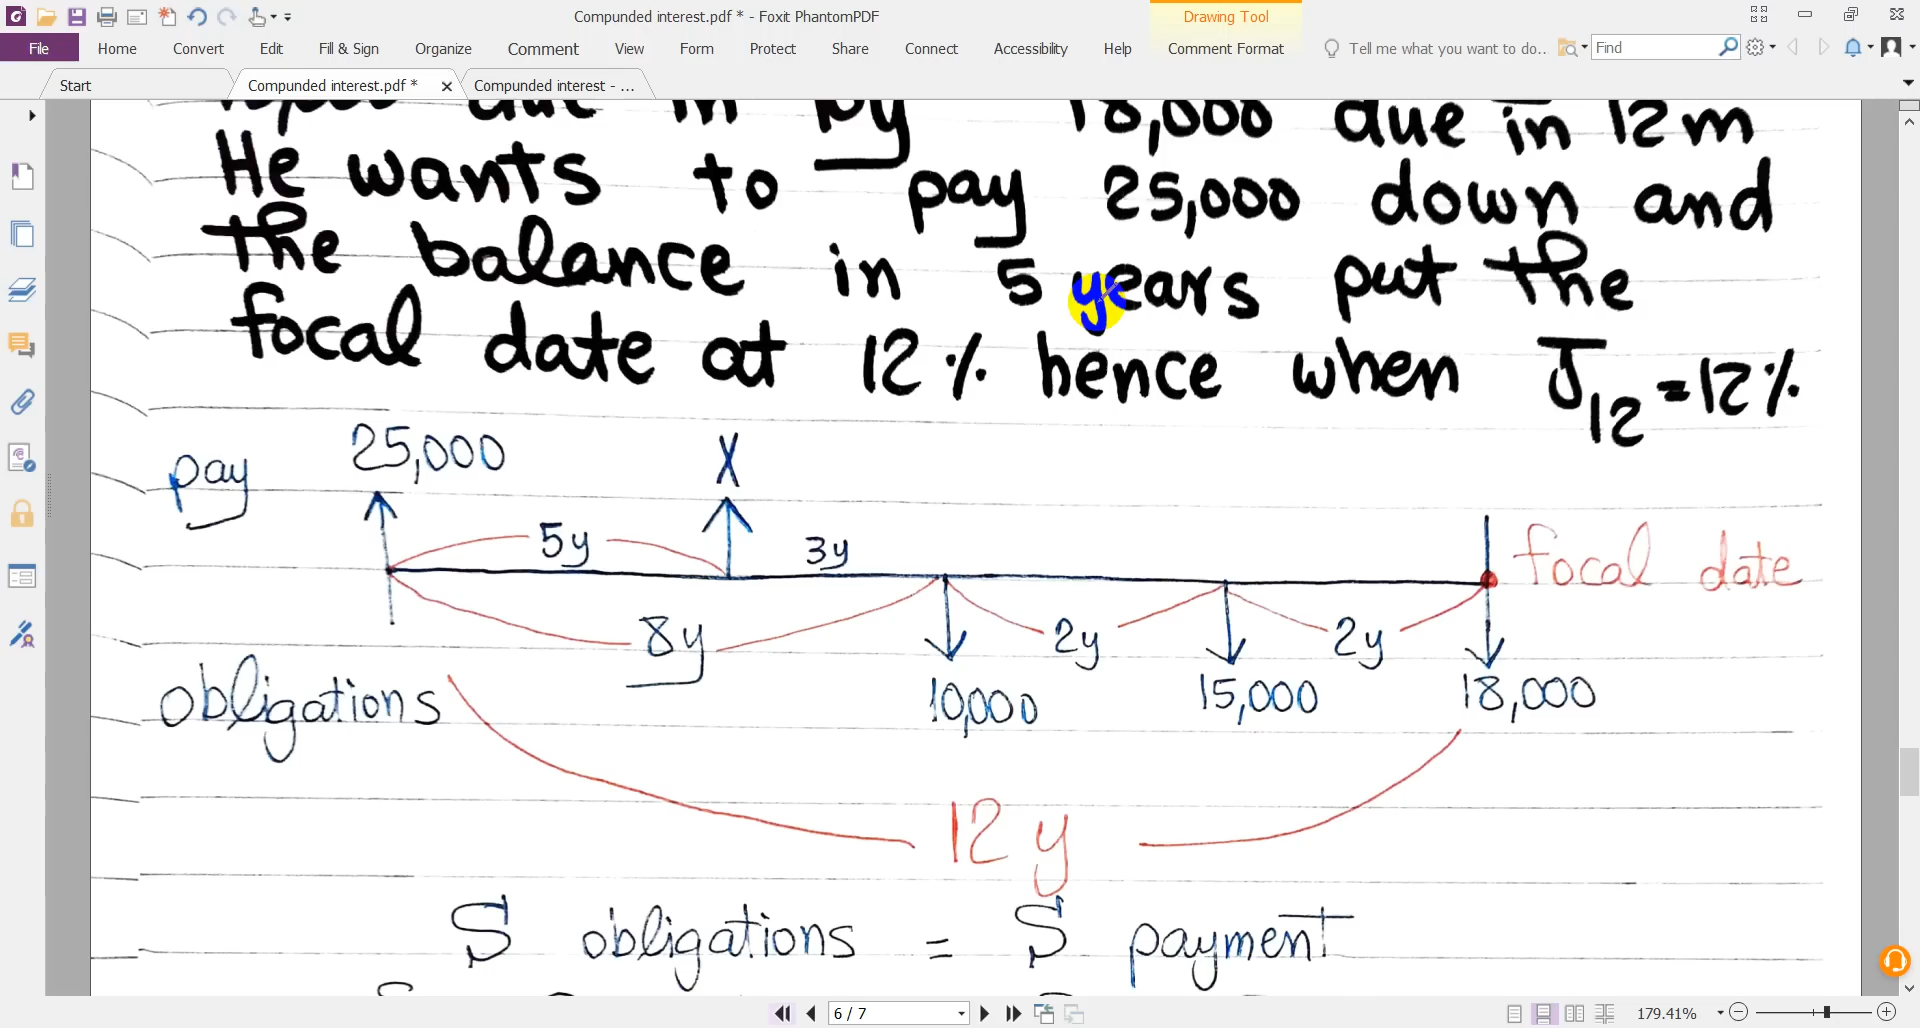 Compunded interest.pdf * - Foxit PhantomPDF
Drawing Tool
File Home Convert Edit Fill & Sign Organize Comment View Form Protect Share Connect Accessibility Help Comment Format Tell me what you want to do.. Find
Start Compunded interest.pdf * Compunded interest - ...
due in 18,000 due in 12m
He wants to pay 25,000 down and
the balance in 5 years put the
focal date at 12% hence when J12 = 12%
pay 25,000 X
5y 3y focal date
8y 2y 2y
obligations 10,000 15,000 18,000
12 y
S obligations = S payment
6 / 7 179.41%